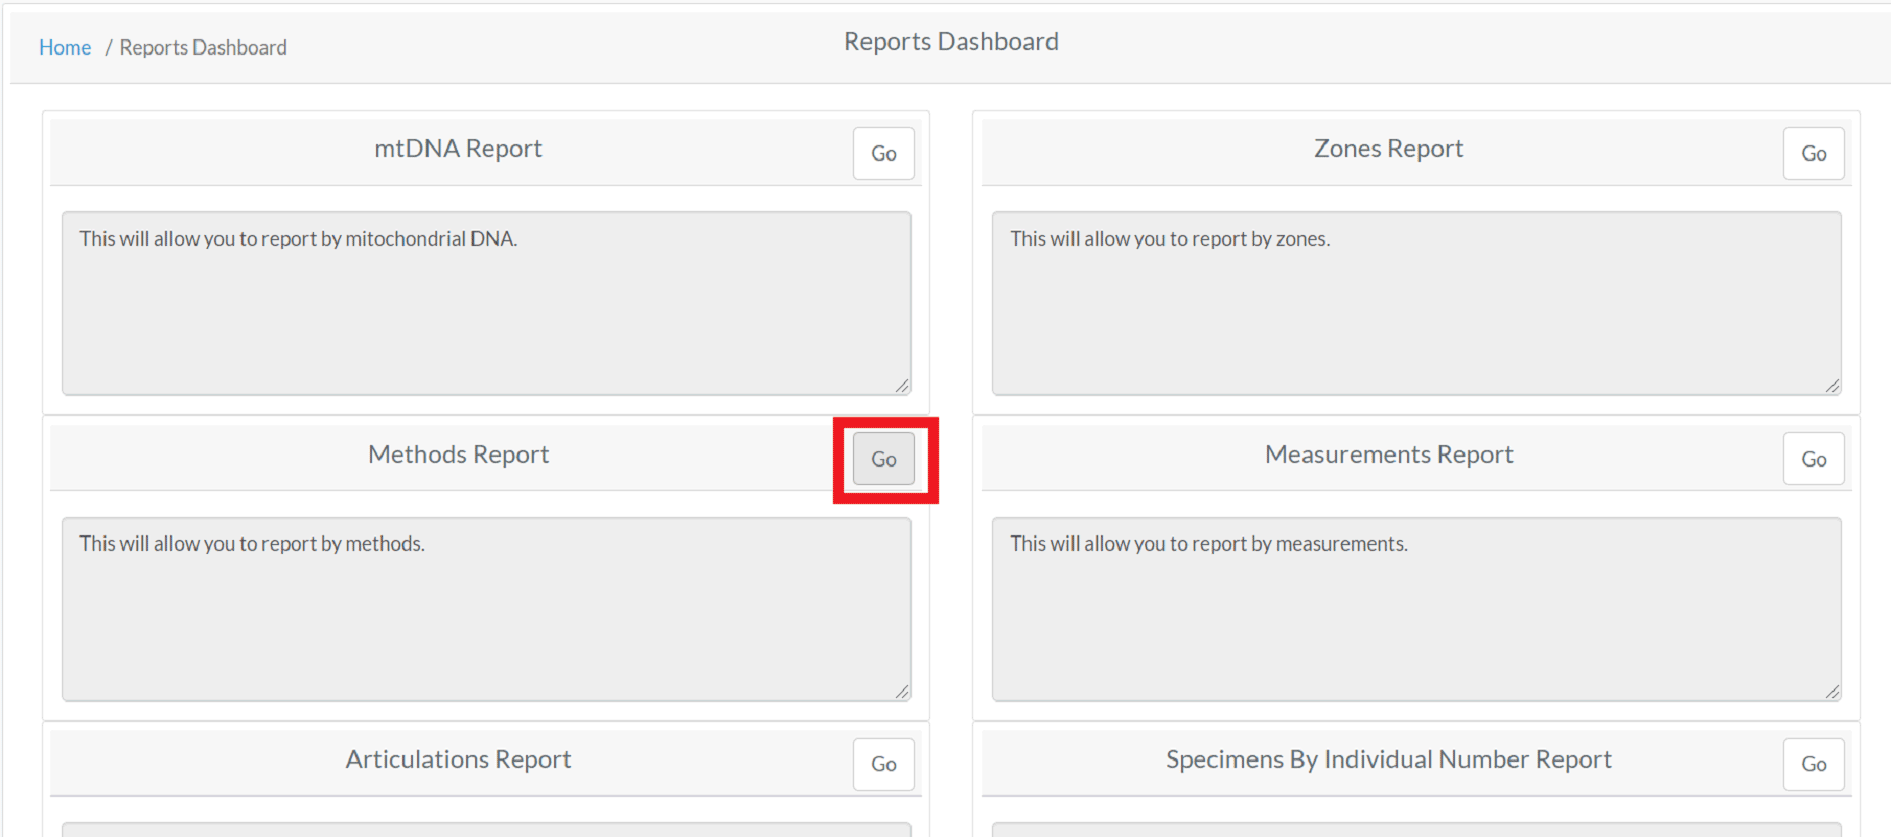 Home / Reports Dashboard
Reports Dashboard
mtDNA Report
Go
This will allow you to report by mitochondrial DNA.
Zones Report
Go
This will allow you to report by zones.
Methods Report
Go
This will allow you to report by methods.
Measurements Report
Go
This will allow you to report by measurements.
Articulations Report
Go
Specimens By Individual Number Report
Go